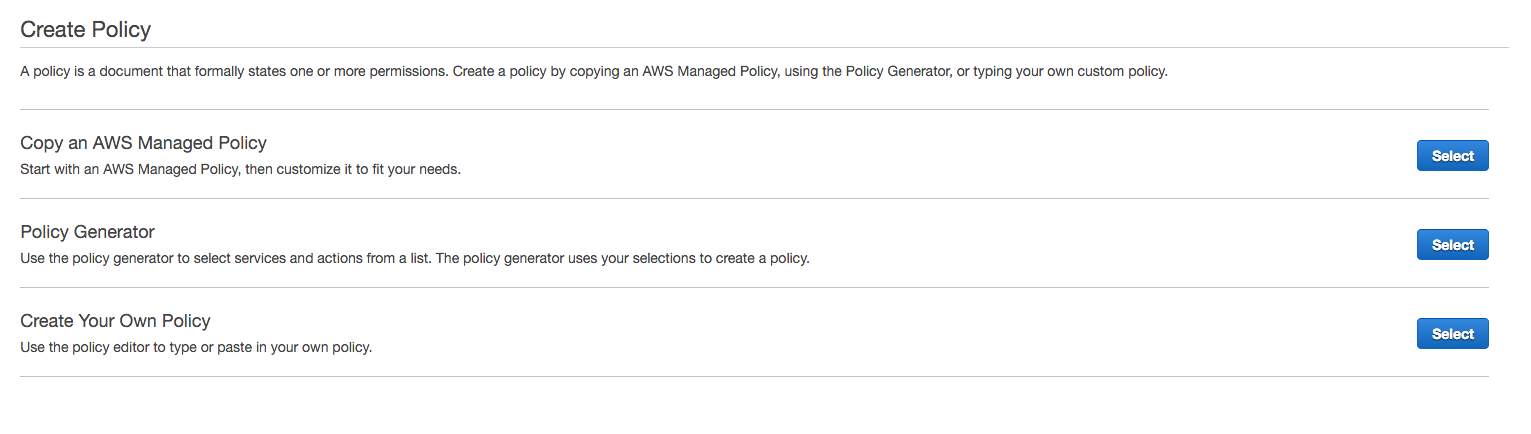 Create Policy
A policy is a document that formally states one or more permissions. Create a policy by copying an AWS Managed Policy, using the Policy Generator, or typing your own custom policy.
Copy an AWS Managed Policy
Start with an AWS Managed Policy, then customize it to fit your needs.
Select
Policy Generator
Use the policy generator to select services and actions from a list. The policy generator uses your selections to create a policy.
Select
Create Your Own Policy
Use the policy editor to type or paste in your own policy.
Select